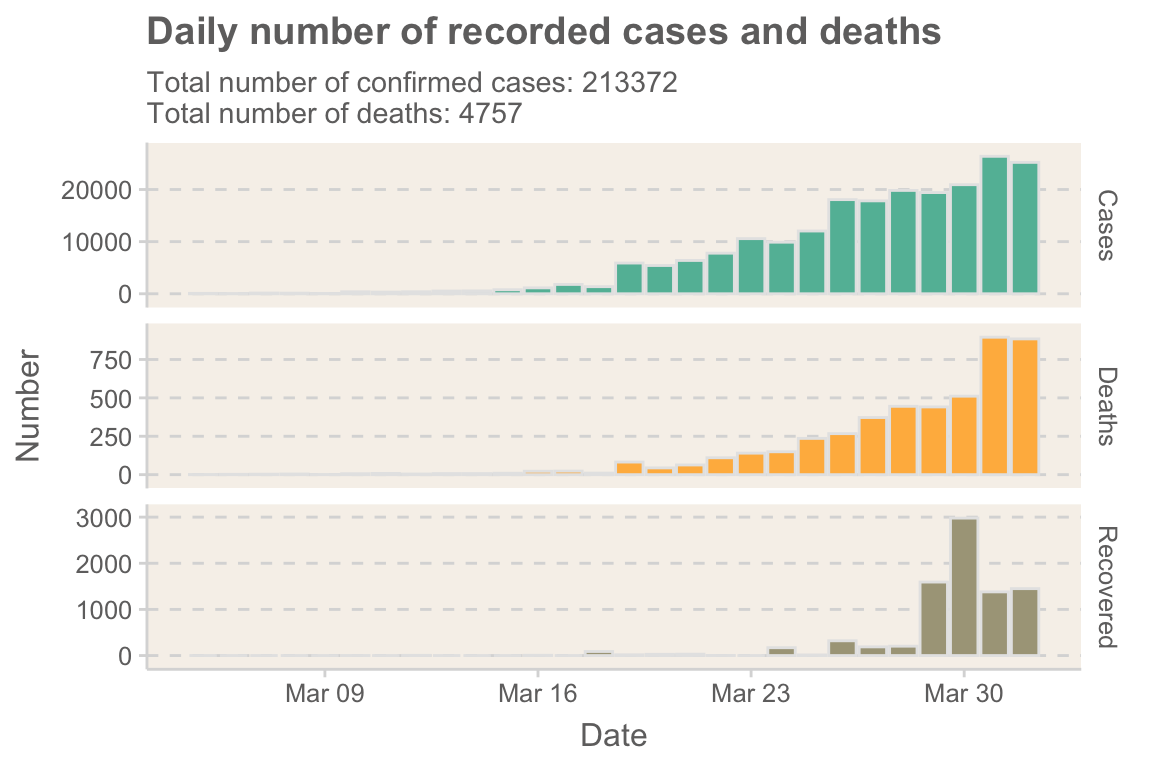 Daily number of recorded cases and deaths
Total number of confirmed cases: 213372
Total number of deaths: 4757
20000
10000
0
Cases
Number
750
500
250
0
Deaths
3000
2000
1000
0
Recovered
Mar 09 Mar 16 Mar 23 Mar 30
Date